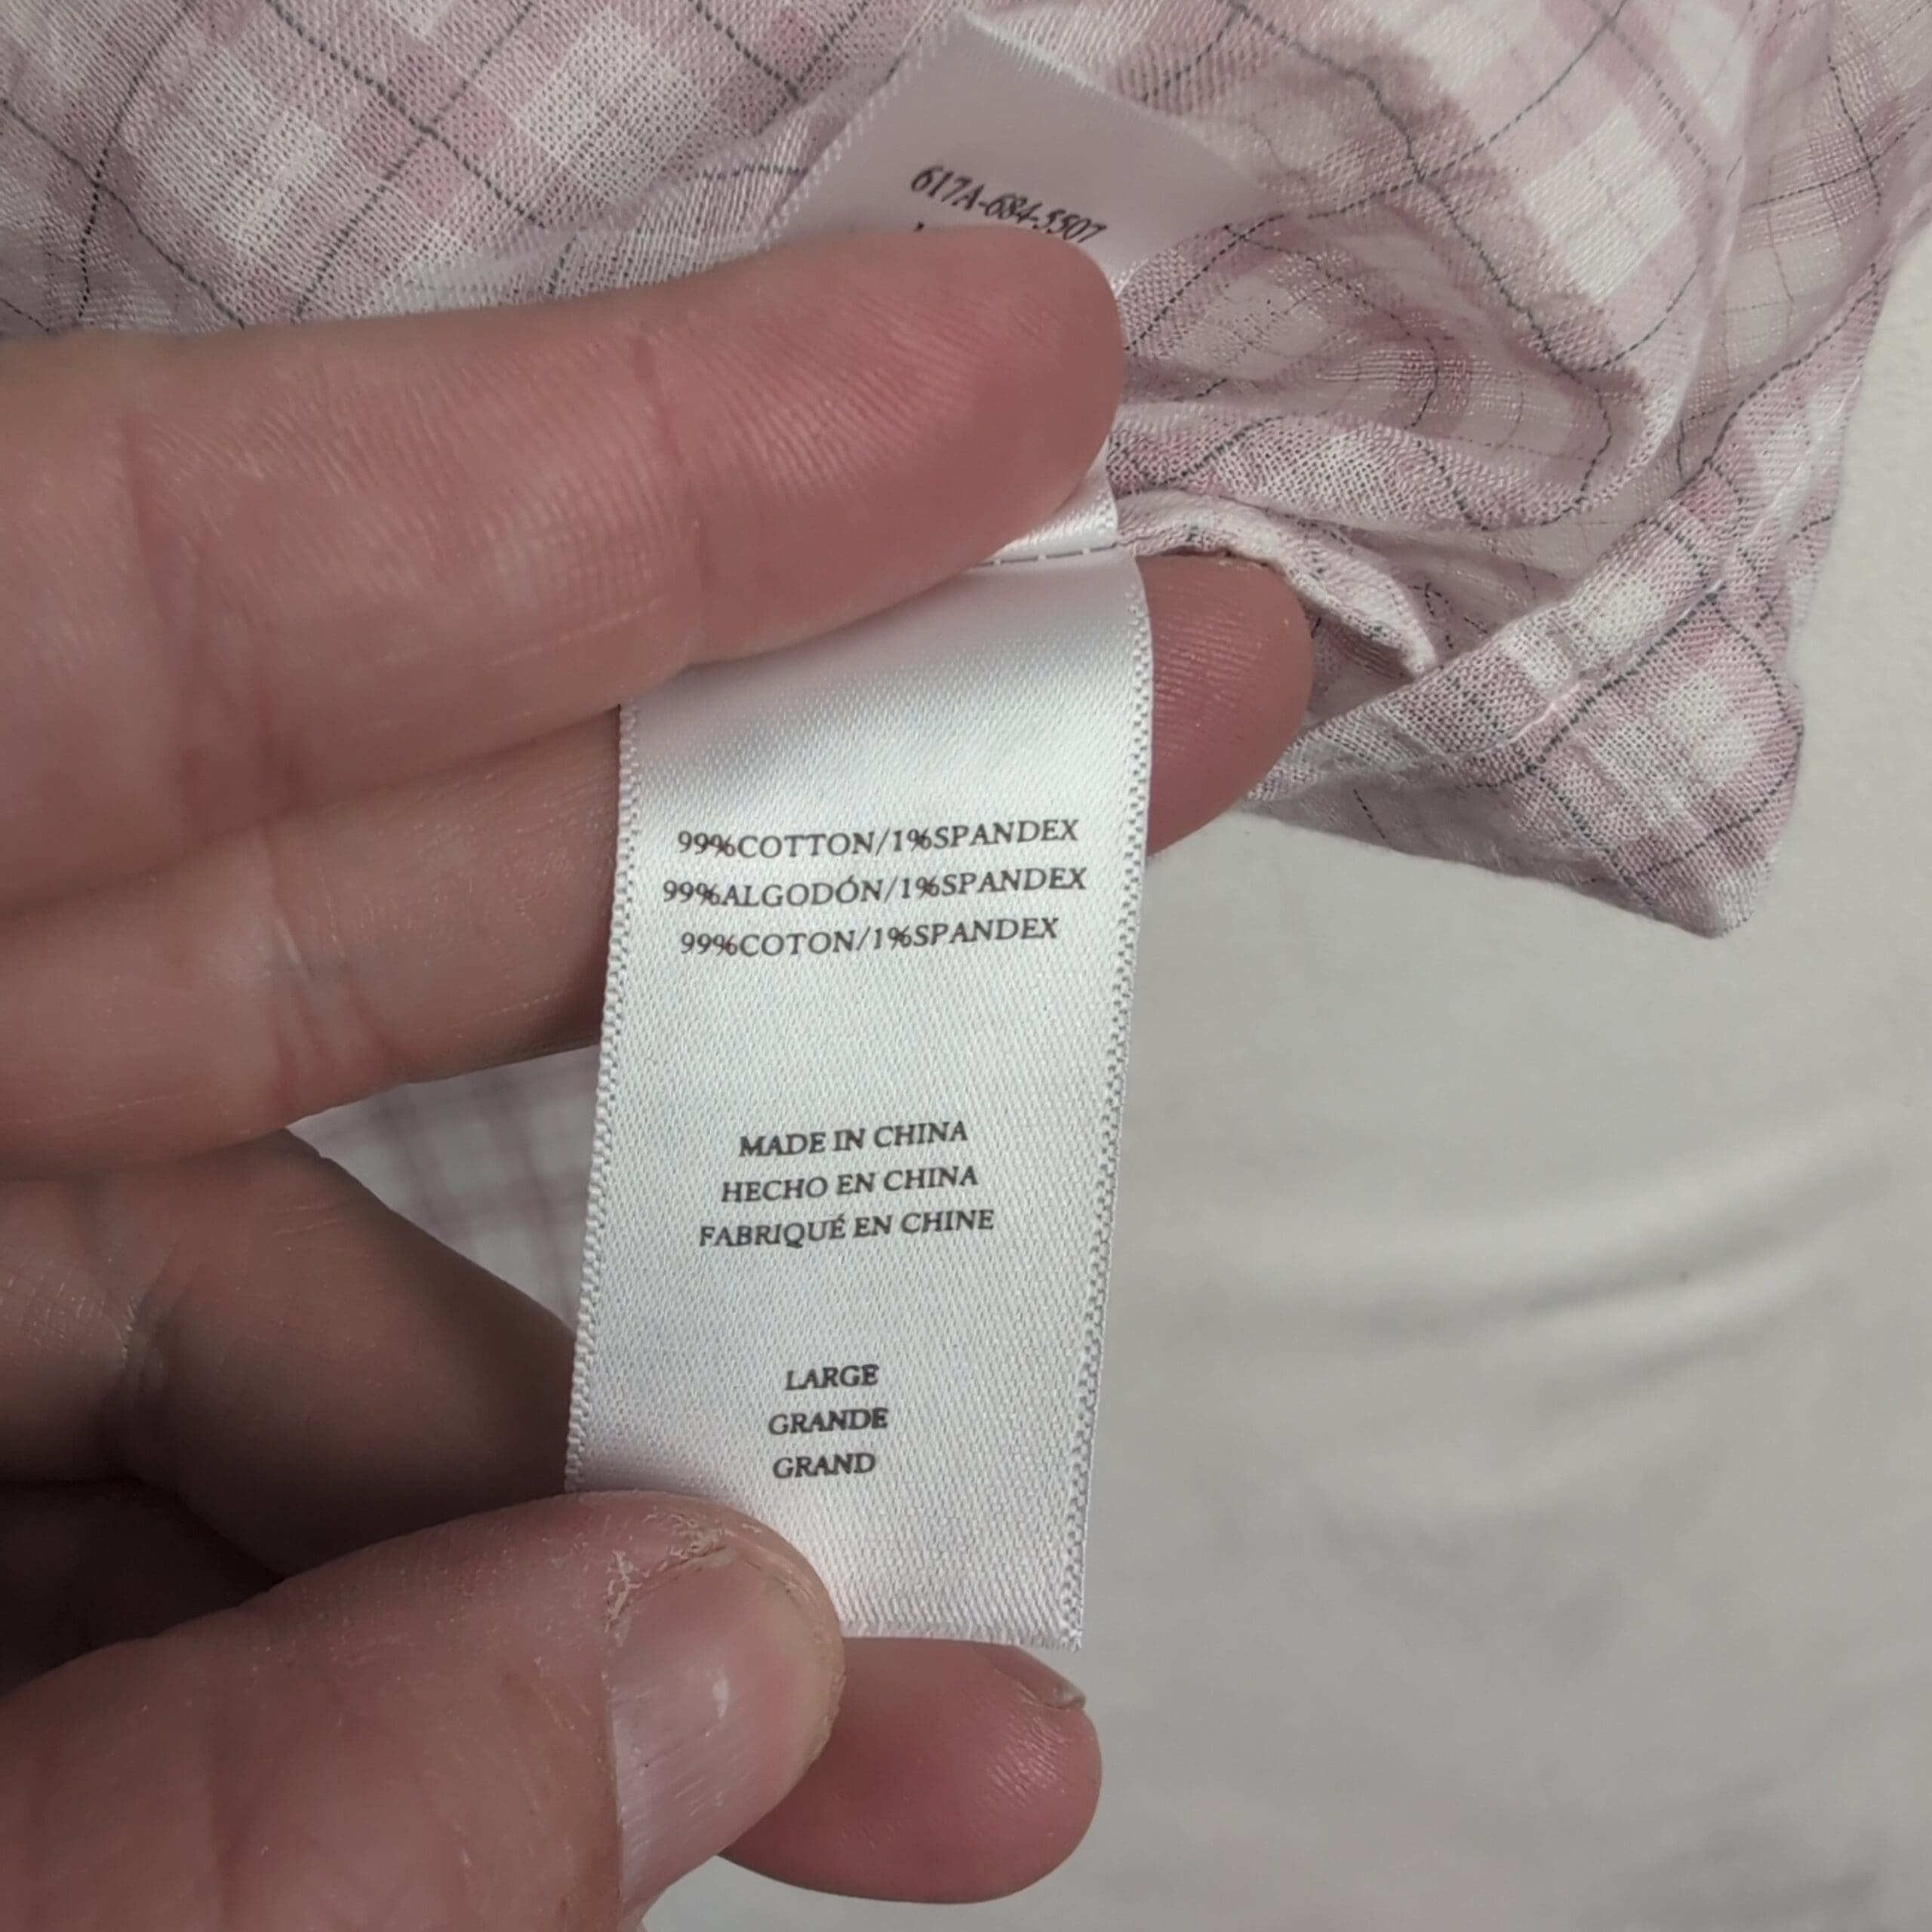 617A-684-5507
99%COTTON/1%SPANDEX
99%ALGODÓN/1%SPANDEX
99%COTON/1%SPANDEX
MADE IN CHINA
HECHO EN CHINA
FABRIQUÉ EN CHINE
LARGE
GRANDE
GRAND